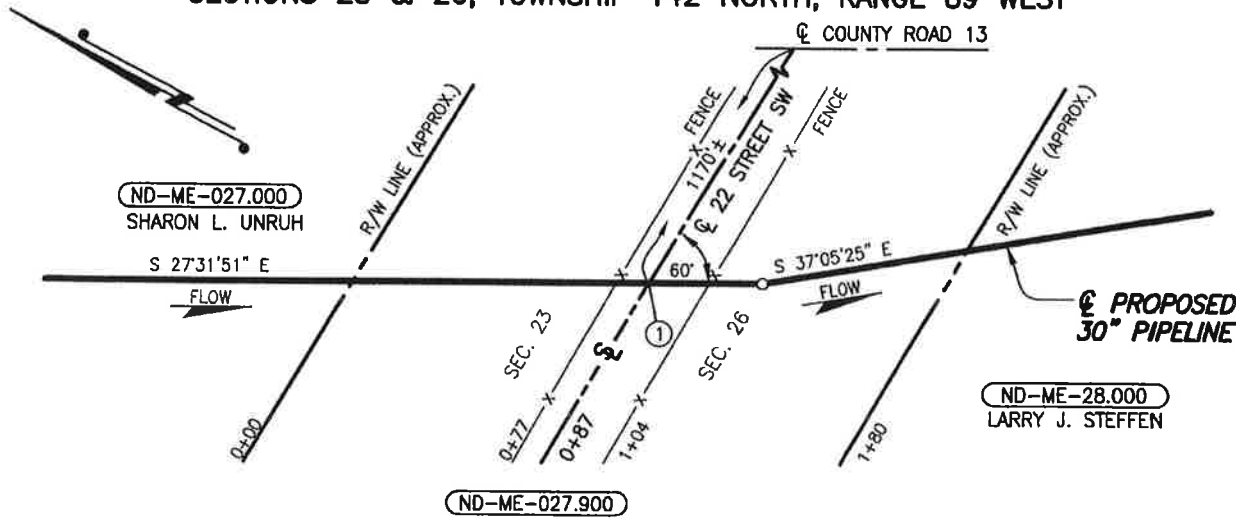 SECTIONS 23 & 26, TOWNSHIP 142 NORTH, RANGE 89 WEST
℄ COUNTY ROAD 13
R/W LINE (APPROX.)
FENCE
1170'±
℄ 22 STREET SW
FENCE
R/W LINE (APPROX.)
ND-ME-027.000
SHARON L. UNRUH
S 27°31'51" E
FLOW
60'
S 37°05'25" E
FLOW
℄ PROPOSED
30" PIPELINE
1
SEC. 23
℄
SEC. 26
ND-ME-28.000
LARRY J. STEFFEN
0+00
0+77
0+87
1+04
1+80
ND-ME-027.900